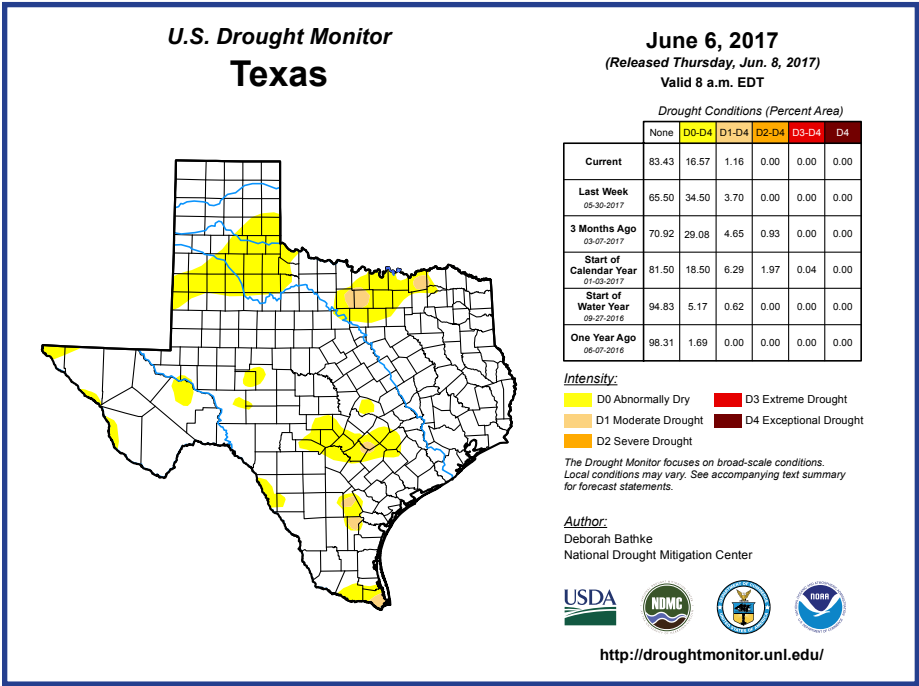 U.S. Drought Monitor
Texas
June 6, 2017
(Released Thursday, Jun. 8, 2017)
Valid 8 a.m. EDT
Drought Conditions (Percent Area)
None D0-D4 D1-D4 D2-D4 D3-D4 D4
Current 83.43 16.57 1.16 0.00 0.00 0.00
Last Week
05-30-2017
65.50 34.50 3.70 0.00 0.00 0.00
3 Months Ago
03-07-2017
70.92 29.08 4.65 0.93 0.00 0.00
Start of
Calendar Year
01-03-2017
81.50 18.50 6.29 1.97 0.04 0.00
Start of
Water Year
09-27-2016
94.83 5.17 0.62 0.00 0.00 0.00
One Year Ago
06-07-2016
98.31 1.69 0.00 0.00 0.00 0.00
Intensity:
D0 Abnormally Dry
D1 Moderate Drought
D2 Severe Drought
D3 Extreme Drought
D4 Exceptional Drought
The Drought Monitor focuses on broad-scale conditions.
Local conditions may vary. See accompanying text summary
for forecast statements.
Author:
Deborah Bathke
National Drought Mitigation Center
USDA
NDMC
NOAA
http://droughtmonitor.unl.edu/